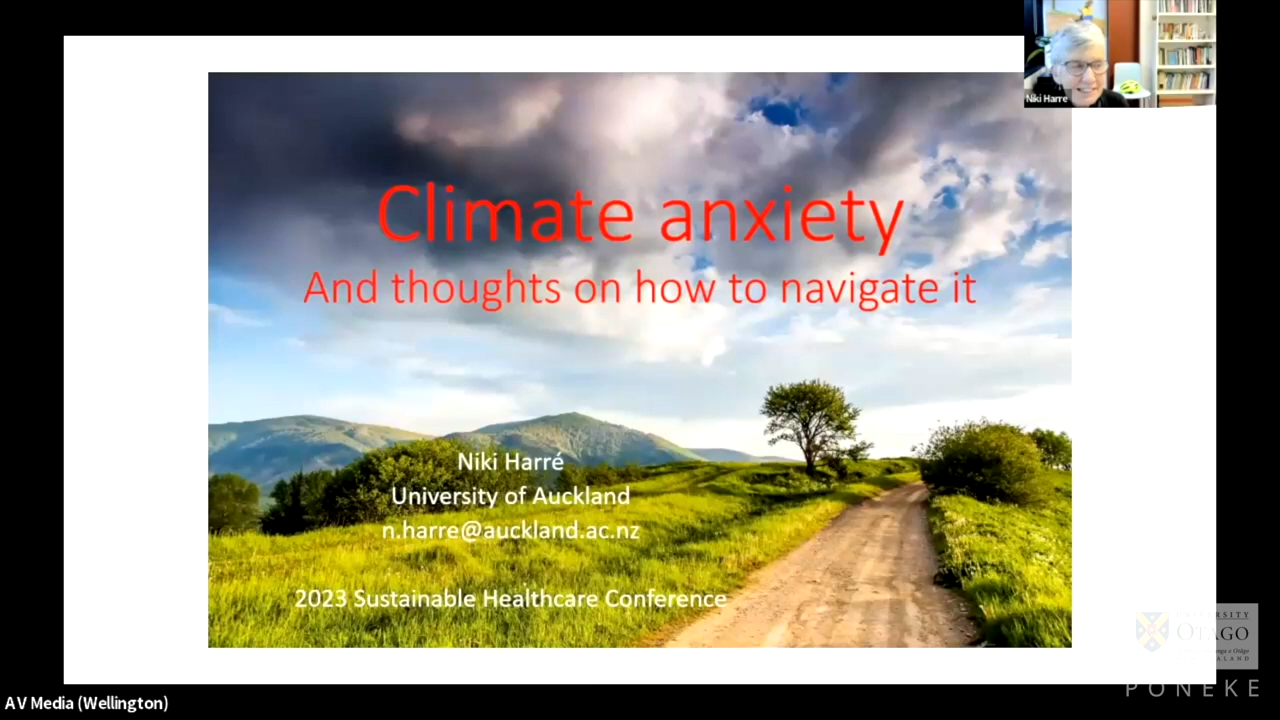 Niki Harre
Climate anxiety
And thoughts on how to navigate it
Niki Harré
University of Auckland
n.harre@auckland.ac.nz
2023 Sustainable Healthcare Conference
OTAGO
PONEKE
AV Media (Wellington)